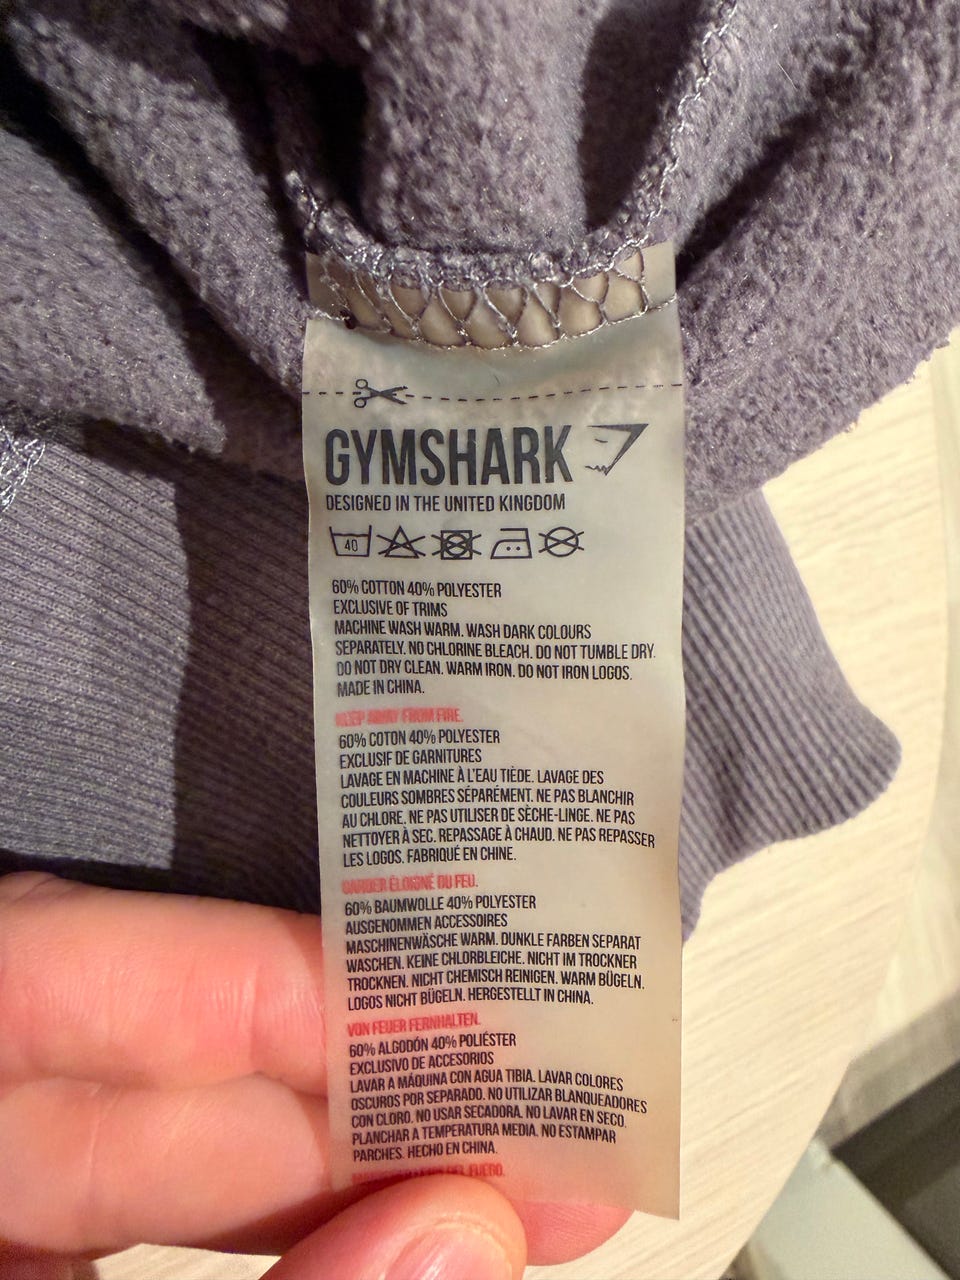 GYMSHARK
DESIGNED IN THE UNITED KINGDOM
40
60% COTTON 40% POLYESTER
EXCLUSIVE OF TRIMS
MACHINE WASH WARM. WASH DARK COLOURS
SEPARATELY. NO CHLORINE BLEACH. DO NOT TUMBLE DRY.
DO NOT DRY CLEAN. WARM IRON. DO NOT IRON LOGOS.
MADE IN CHINA.
KEEP AWAY FROM FIRE.
60% COTON 40% POLYESTER
EXCLUSIF DE GARNITURES
LAVAGE EN MACHINE À L'EAU TIÈDE. LAVAGE DES
COULEURS SOMBRES SÉPARÉMENT. NE PAS BLANCHIR
AU CHLORE. NE PAS UTILISER DE SÈCHE-LINGE. NE PAS
NETTOYER À SEC. REPASSAGE À CHAUD. NE PAS REPASSER
LES LOGOS. FABRIQUÉ EN CHINE.
GARDER ÉLOIGNÉ DU FEU.
60% BAUMWOLLE 40% POLYESTER
AUSGENOMMEN ACCESSOIRES
MASCHINENWÄSCHE WARM. DUNKLE FARBEN SEPARAT
WASCHEN. KEINE CHLORBLEICHE. NICHT IM TROCKNER
TROCKNEN. NICHT CHEMISCH REINIGEN. WARM BÜGELN.
LOGOS NICHT BÜGELN. HERGESTELLT IN CHINA.
VON FEUER FERNHALTEN.
60% ALGODÓN 40% POLIÉSTER
EXCLUSIVO DE ACCESORIOS
LAVAR A MÁQUINA CON AGUA TIBIA. LAVAR COLORES
OSCUROS POR SEPARADO. NO UTILIZAR BLANQUEADORES
CON CLORO. NO USAR SECADORA. NO LAVAR EN SECO.
PLANCHAR A TEMPERATURA MEDIA. NO ESTAMPAR
PARCHES. HECHO EN CHINA.
DEL FUEGO.